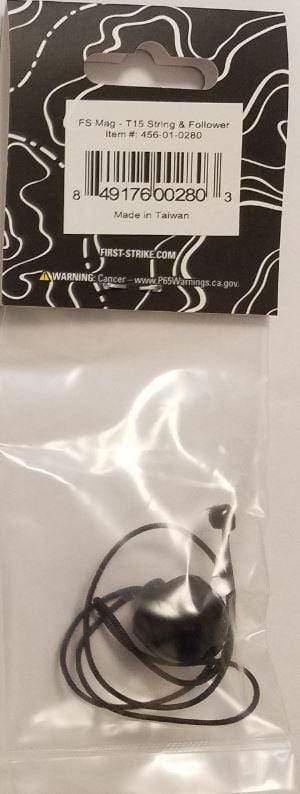 FS Mag - T15 String & Follower
Item #: 456-01-0280
8 49176 00280 3
Made in Taiwan
FIRST-STRIKE.COM
WARNING: Cancer - www.P65Warnings.ca.gov.